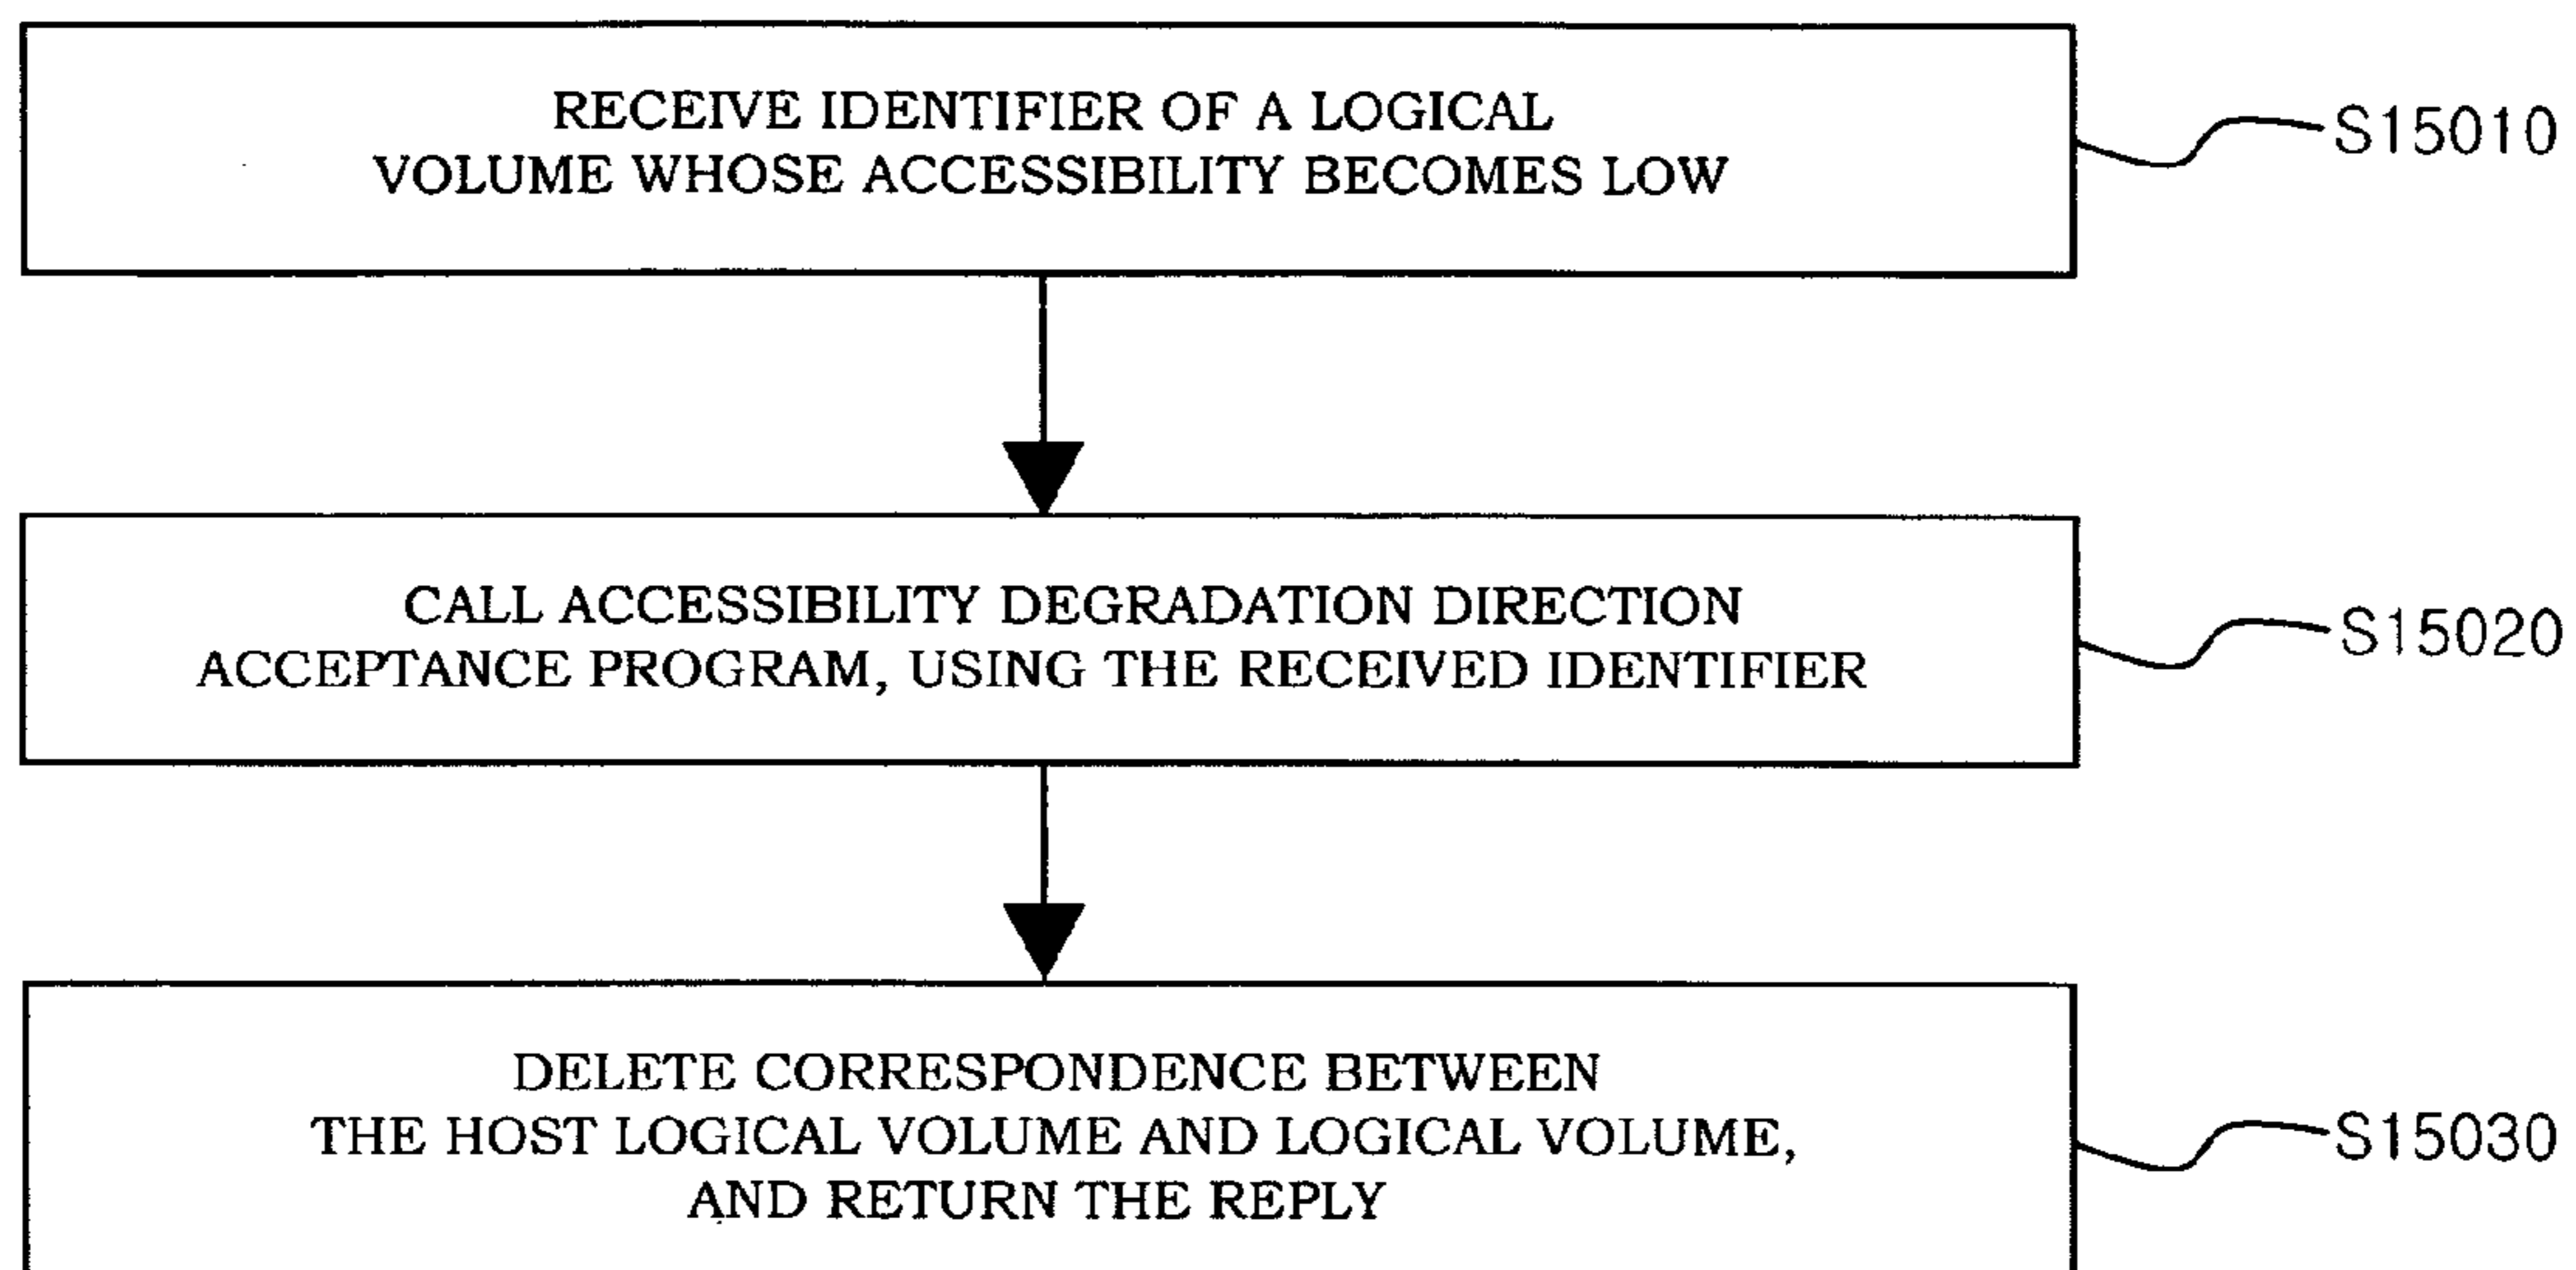 RECEIVE IDENTIFIER OF A LOGICAL
VOLUME WHOSE ACCESSIBILITY BECOMES LOW
S15010
CALL ACCESSIBILITY DEGRADATION DIRECTION
ACCEPTANCE PROGRAM, USING THE RECEIVED IDENTIFIER
S15020
DELETE CORRESPONDENCE BETWEEN
THE HOST LOGICAL VOLUME AND LOGICAL VOLUME,
AND RETURN THE REPLY
S15030